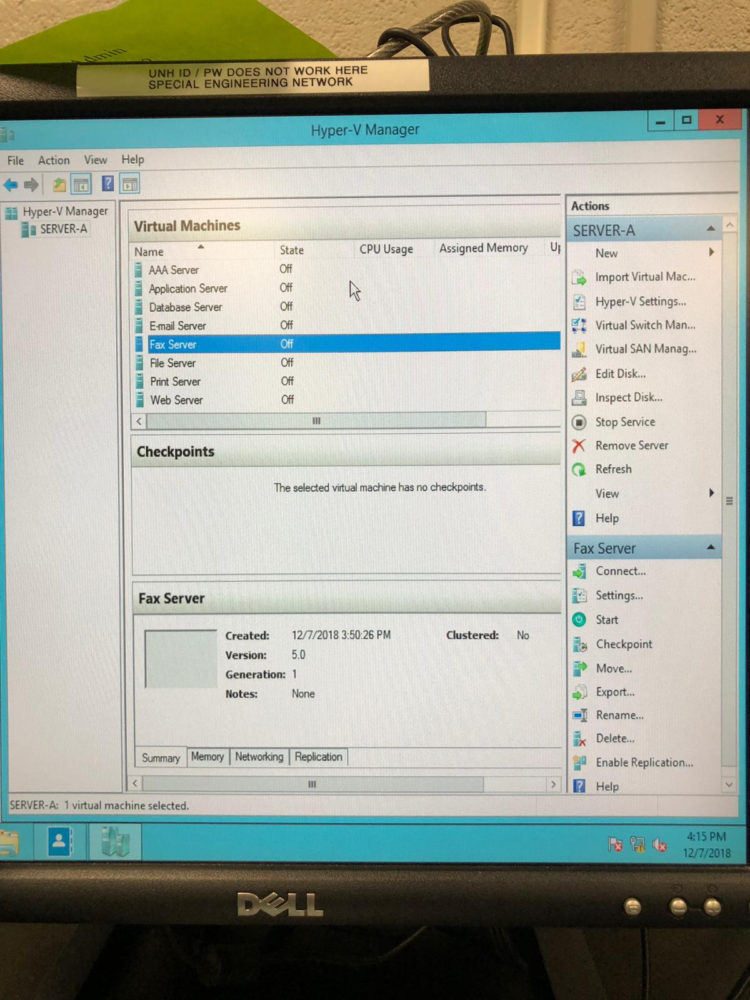 dmin
UNH ID / PW DOES NOT WORK HERE
SPECIAL ENGINEERING NETWORK
Hyper-V Manager
X
File Action View Help
Hyper-V Manager
SERVER-A
Virtual Machines
Name State CPU Usage Assigned Memory Up
AAA Server Off
Application Server Off
Database Server Off
E-mail Server Off
Fax Server Off
File Server Off
Print Server Off
Web Server Off
Checkpoints
The selected virtual machine has no checkpoints.
Fax Server
Created: 12/7/2018 3:50:26 PM Clustered: No
Version: 5.0
Generation: 1
Notes: None
Summary Memory Networking Replication
Actions
SERVER-A
New
Import Virtual Mac...
Hyper-V Settings...
Virtual Switch Man...
Virtual SAN Manag...
Edit Disk...
Inspect Disk...
Stop Service
Remove Server
Refresh
View
Help
Fax Server
Connect...
Settings...
Start
Checkpoint
Move...
Export...
Rename...
Delete...
Enable Replication...
Help
SERVER-A: 1 virtual machine selected.
4:15 PM
12/7/2018
DELL